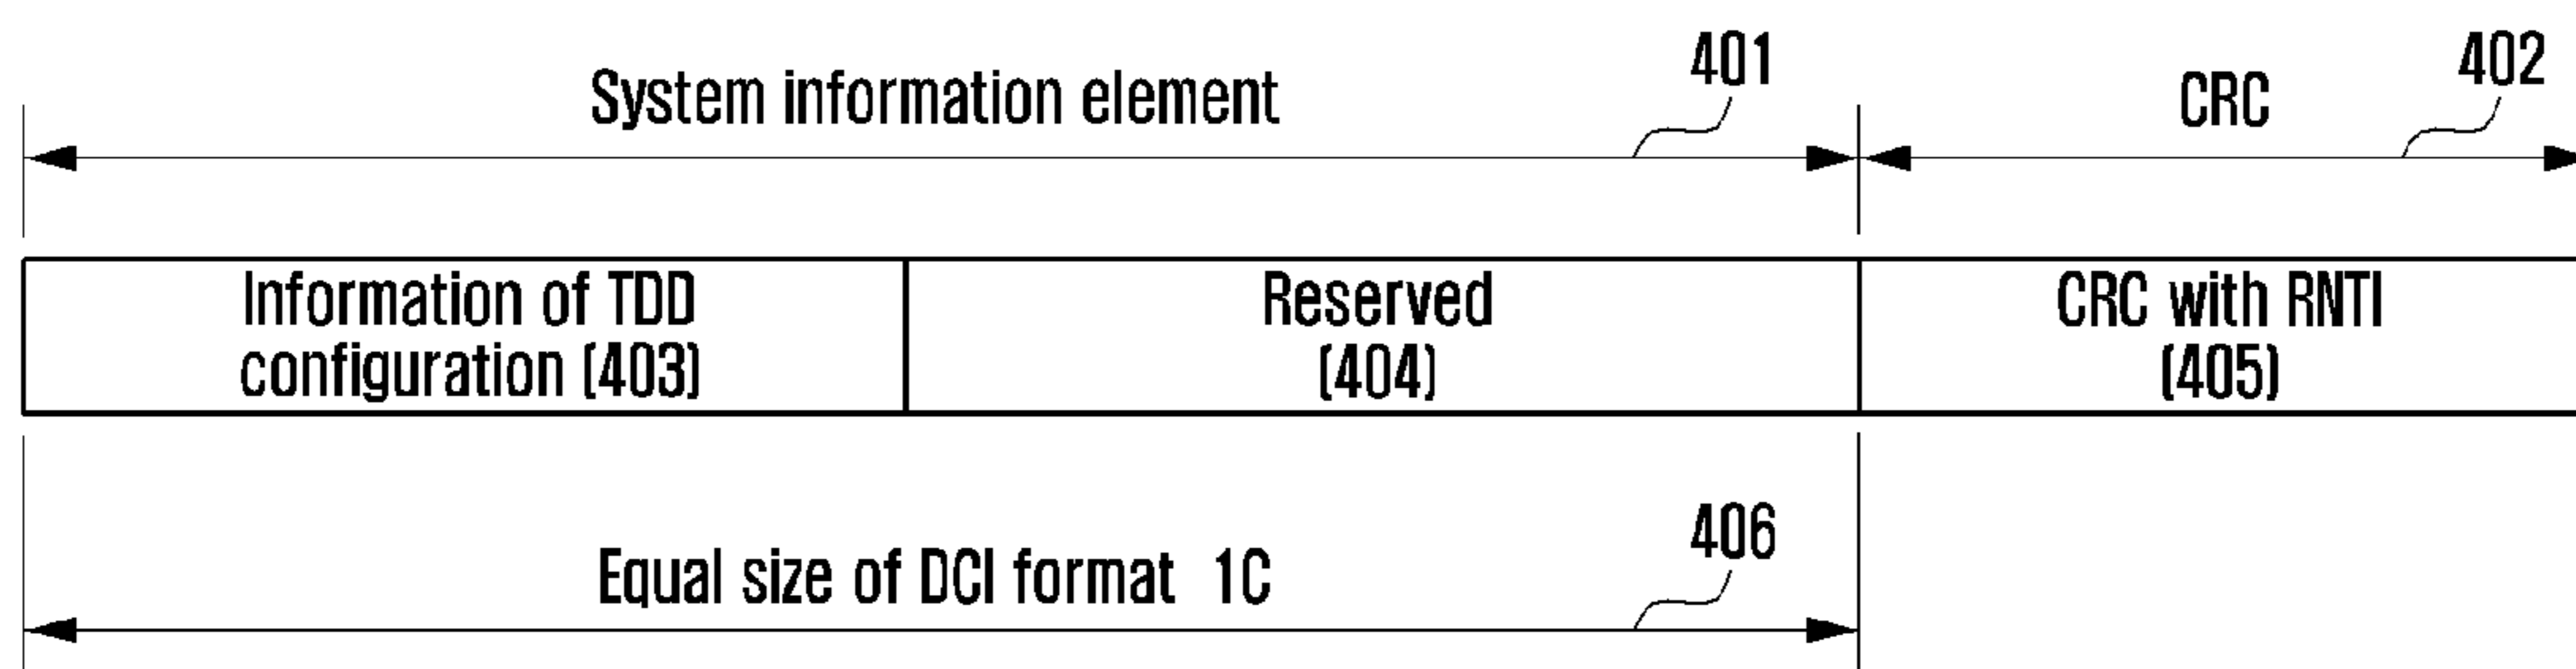 System information element
401
CRC
402
Information of TDD
configuration (403)
Reserved
(404)
CRC with RNTI
(405)
Equal size of DCI format 1C
406